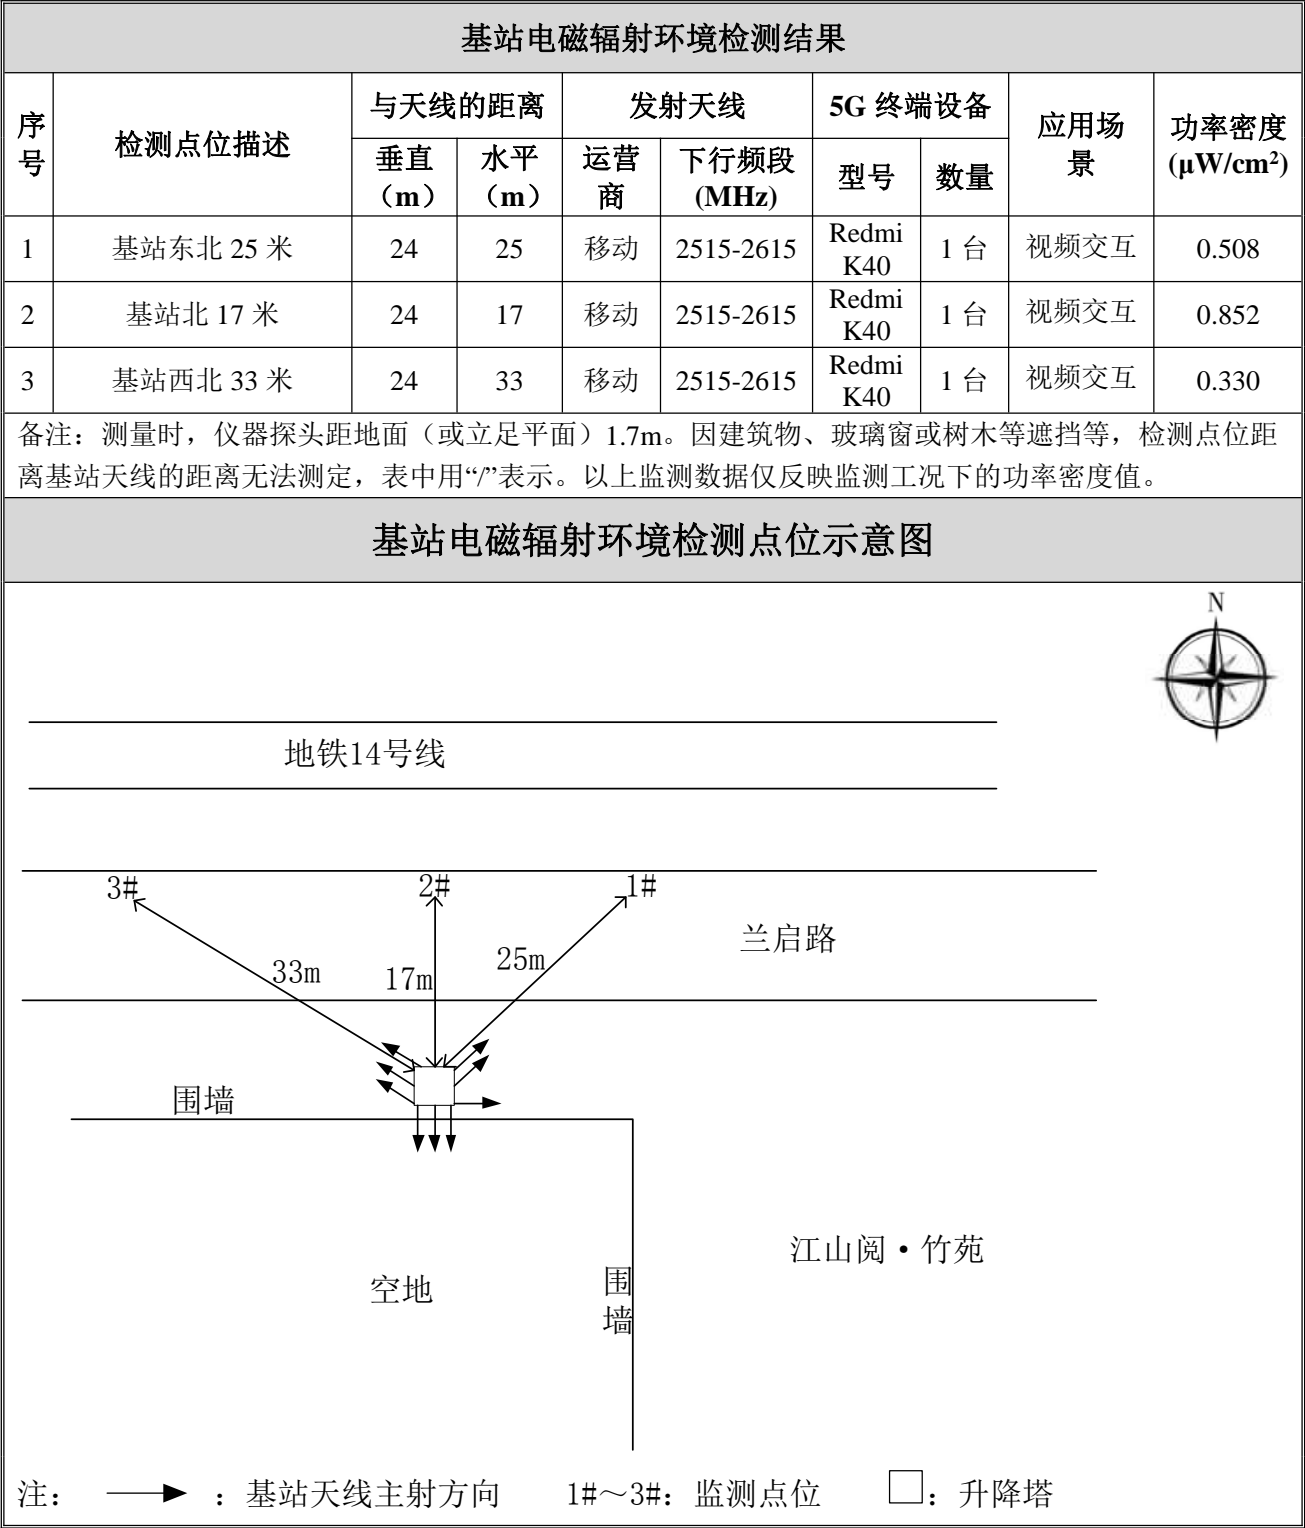 基站电磁辐射环境检测结果
序号 检测点位描述 与天线的距离 发射天线 5G 终端设备 应用场景 功率密度(μW/cm²)
垂直（m） 水平（m） 运营商 下行频段(MHz) 型号 数量
1 基站东北 25 米 24 25 移动 2515-2615 Redmi K40 1 台 视频交互 0.508
2 基站北 17 米 24 17 移动 2515-2615 Redmi K40 1 台 视频交互 0.852
3 基站西北 33 米 24 33 移动 2515-2615 Redmi K40 1 台 视频交互 0.330
备注：测量时，仪器探头距地面（或立足平面）1.7m。因建筑物、玻璃窗或树木等遮挡等，检测点位距
离基站天线的距离无法测定，表中用“/”表示。以上监测数据仅反映监测工况下的功率密度值。
基站电磁辐射环境检测点位示意图
N
地铁14号线
3# 2# 1#
兰启路
33m 17m 25m
围墙
江山阅·竹苑
空地
围墙
注： ：基站天线主射方向 1#～3#：监测点位 ：升降塔